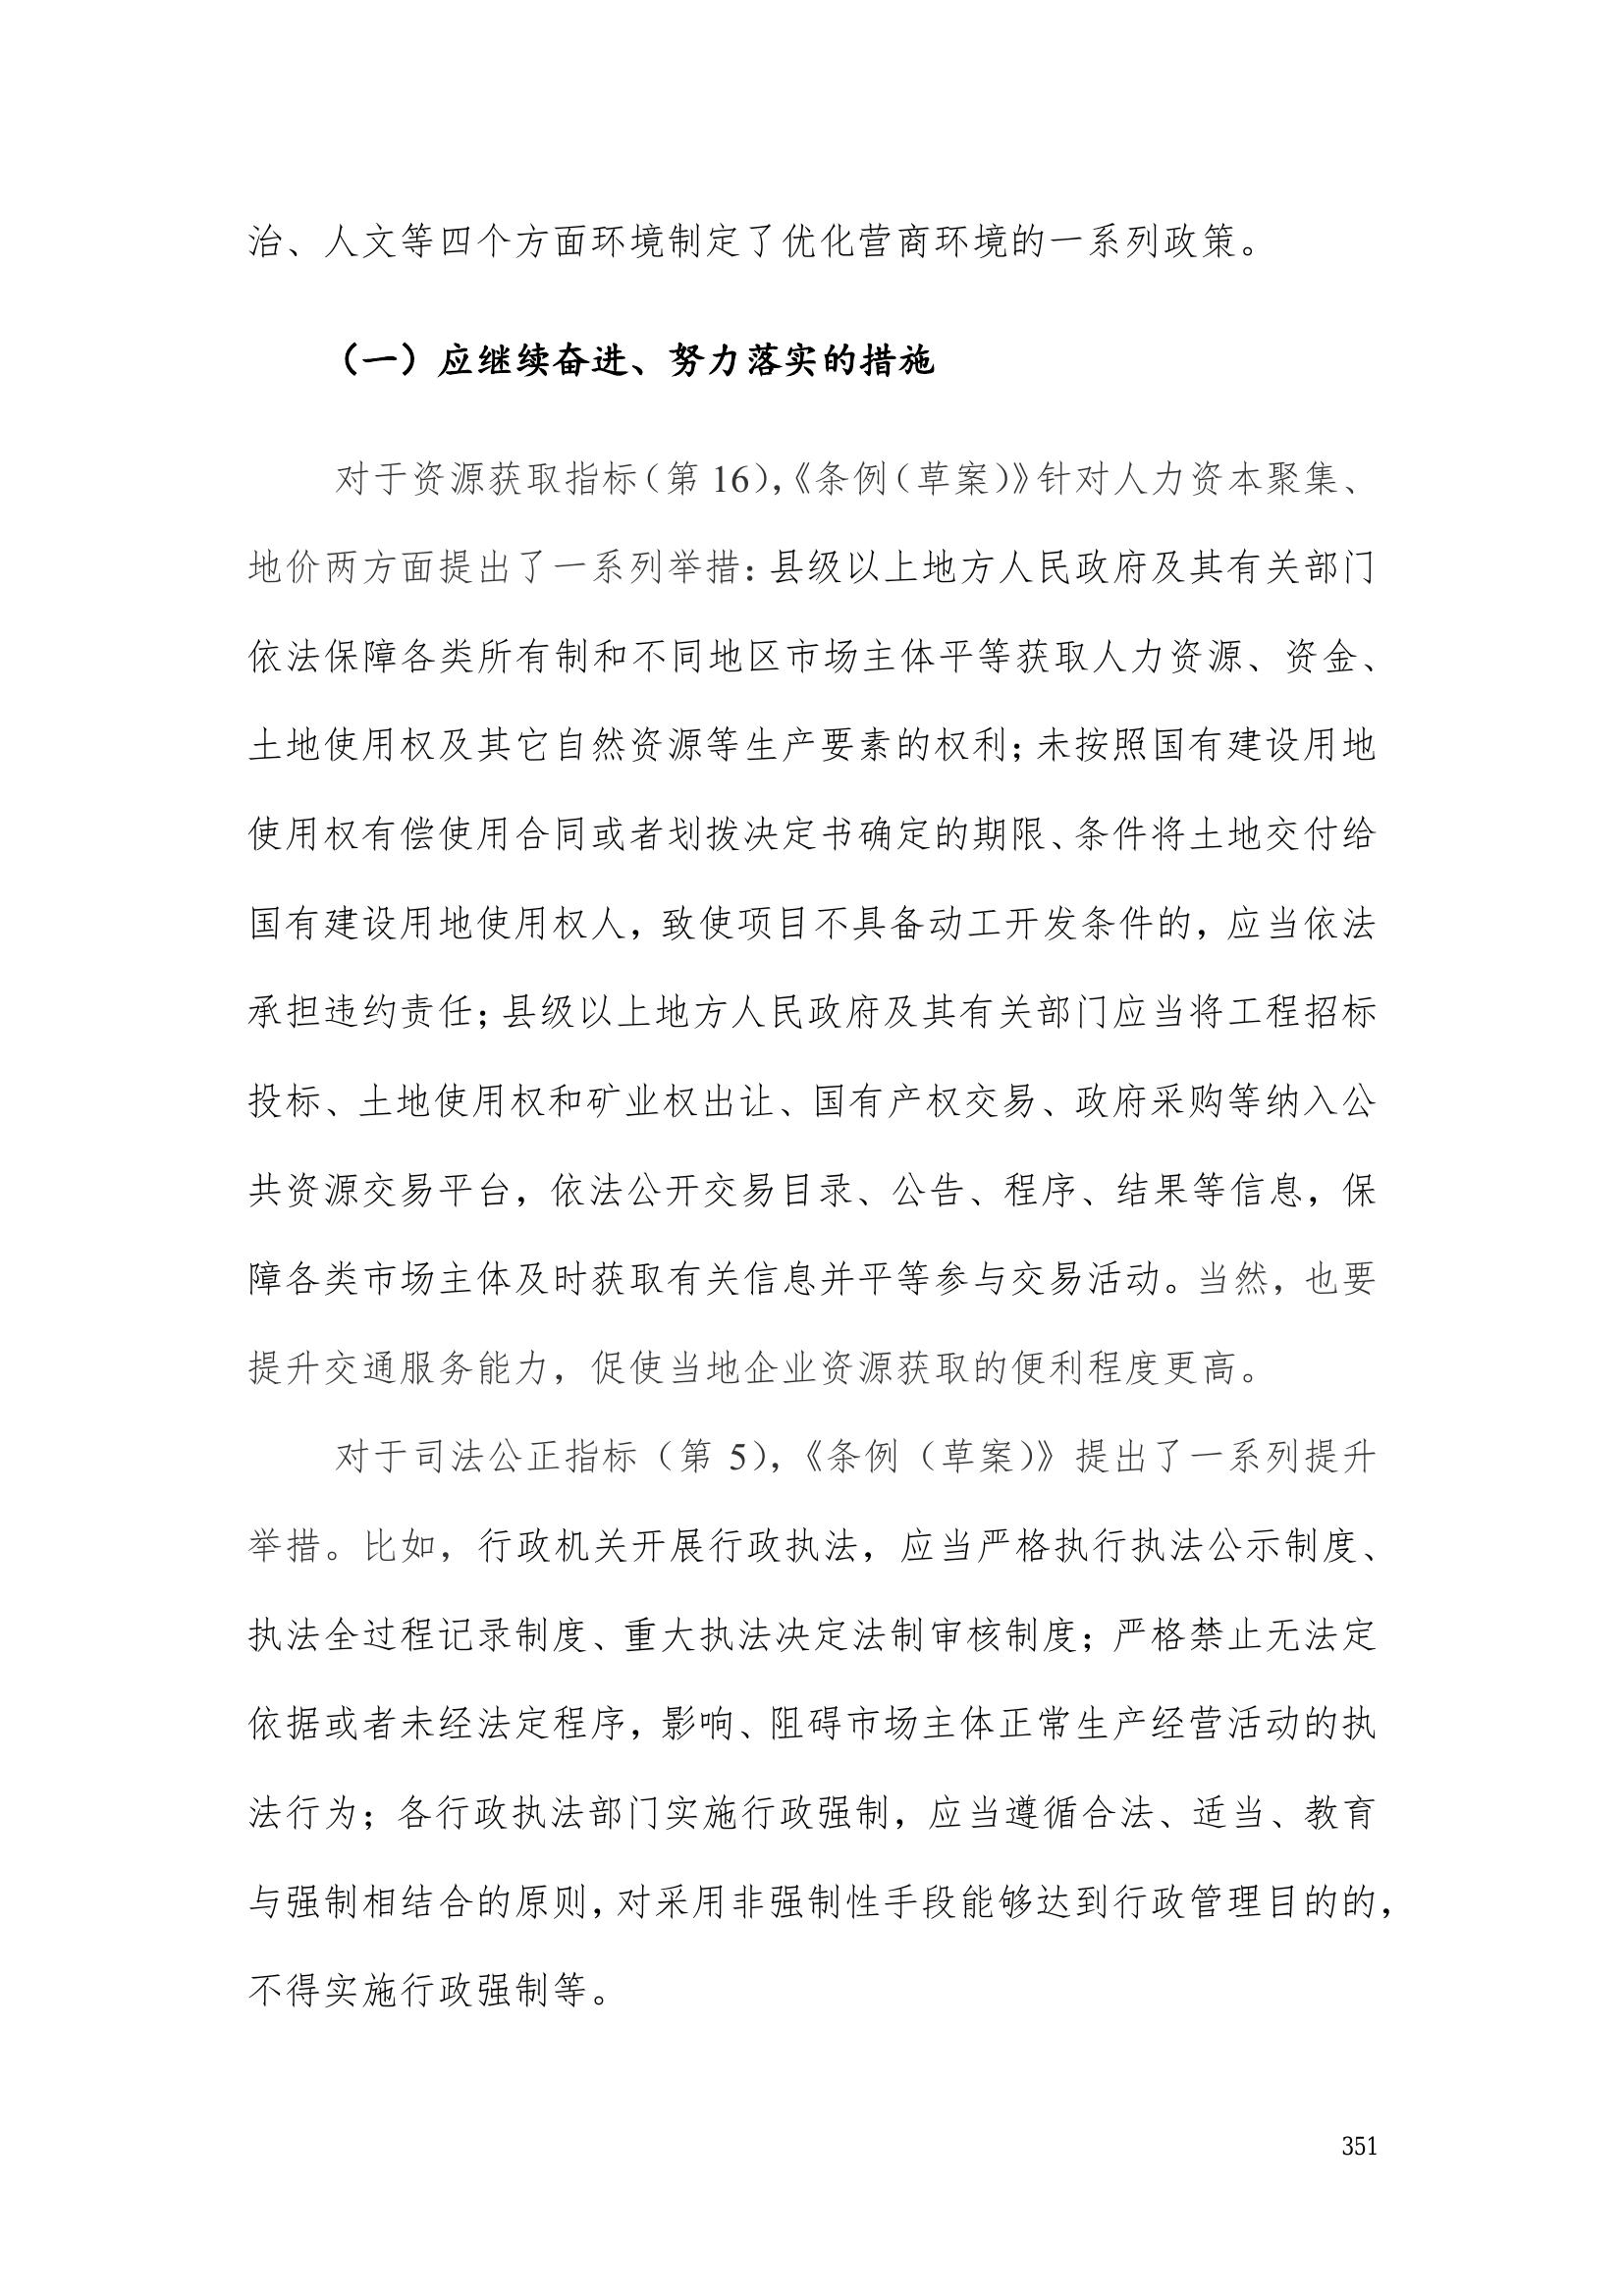 治、人文等四个方面环境制定了优化营商环境的一系列政策。
（一）应继续奋进、努力落实的措施
对于资源获取指标（第 16），《条例（草案）》针对人力资本聚集、
地价两方面提出了一系列举措：县级以上地方人民政府及其有关部门
依法保障各类所有制和不同地区市场主体平等获取人力资源、资金、
土地使用权及其它自然资源等生产要素的权利；未按照国有建设用地
使用权有偿使用合同或者划拨决定书确定的期限、条件将土地交付给
国有建设用地使用权人，致使项目不具备动工开发条件的，应当依法
承担违约责任；县级以上地方人民政府及其有关部门应当将工程招标
投标、土地使用权和矿业权出让、国有产权交易、政府采购等纳入公
共资源交易平台，依法公开交易目录、公告、程序、结果等信息，保
障各类市场主体及时获取有关信息并平等参与交易活动。当然，也要
提升交通服务能力，促使当地企业资源获取的便利程度更高。
对于司法公正指标（第 5），《条例（草案）》提出了一系列提升
举措。比如，行政机关开展行政执法，应当严格执行执法公示制度、
执法全过程记录制度、重大执法决定法制审核制度；严格禁止无法定
依据或者未经法定程序，影响、阻碍市场主体正常生产经营活动的执
法行为；各行政执法部门实施行政强制，应当遵循合法、适当、教育
与强制相结合的原则，对采用非强制性手段能够达到行政管理目的的，
不得实施行政强制等。
351